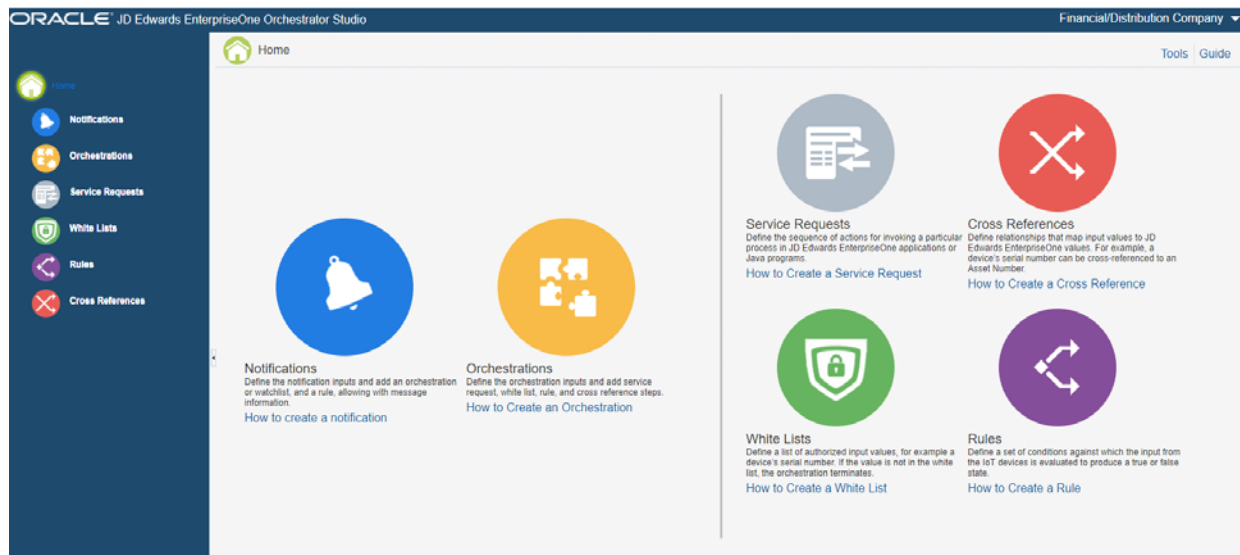 ORACLE® JD Edwards EnterpriseOne Orchestrator Studio
Financial/Distribution Company
Home
Tools
Guide
Home
Notifications
Orchestrations
Service Requests
White Lists
Rules
Cross References
Notifications
Define the notification inputs and add an orchestration
or watchlist, and a rule, allowing with message
information.
How to create a notification
Orchestrations
Define the orchestration inputs and add service
request, white list, rule, and cross reference steps.
How to Create an Orchestration
Service Requests
Define the sequence of actions for invoking a particular
process in JD Edwards EnterpriseOne applications or
Java programs.
How to Create a Service Request
Cross References
Define relationships that map input values to JD
Edwards EnterpriseOne values. For example, a
device's serial number can be cross-referenced to an
Asset Number.
How to Create a Cross Reference
White Lists
Define a list of authorized input values, for example a
device's serial number. If the value is not in the white
list, the orchestration terminates.
How to Create a White List
Rules
Define a set of conditions against which the input from
the IoT devices is evaluated to produce a true or false
state.
How to Create a Rule